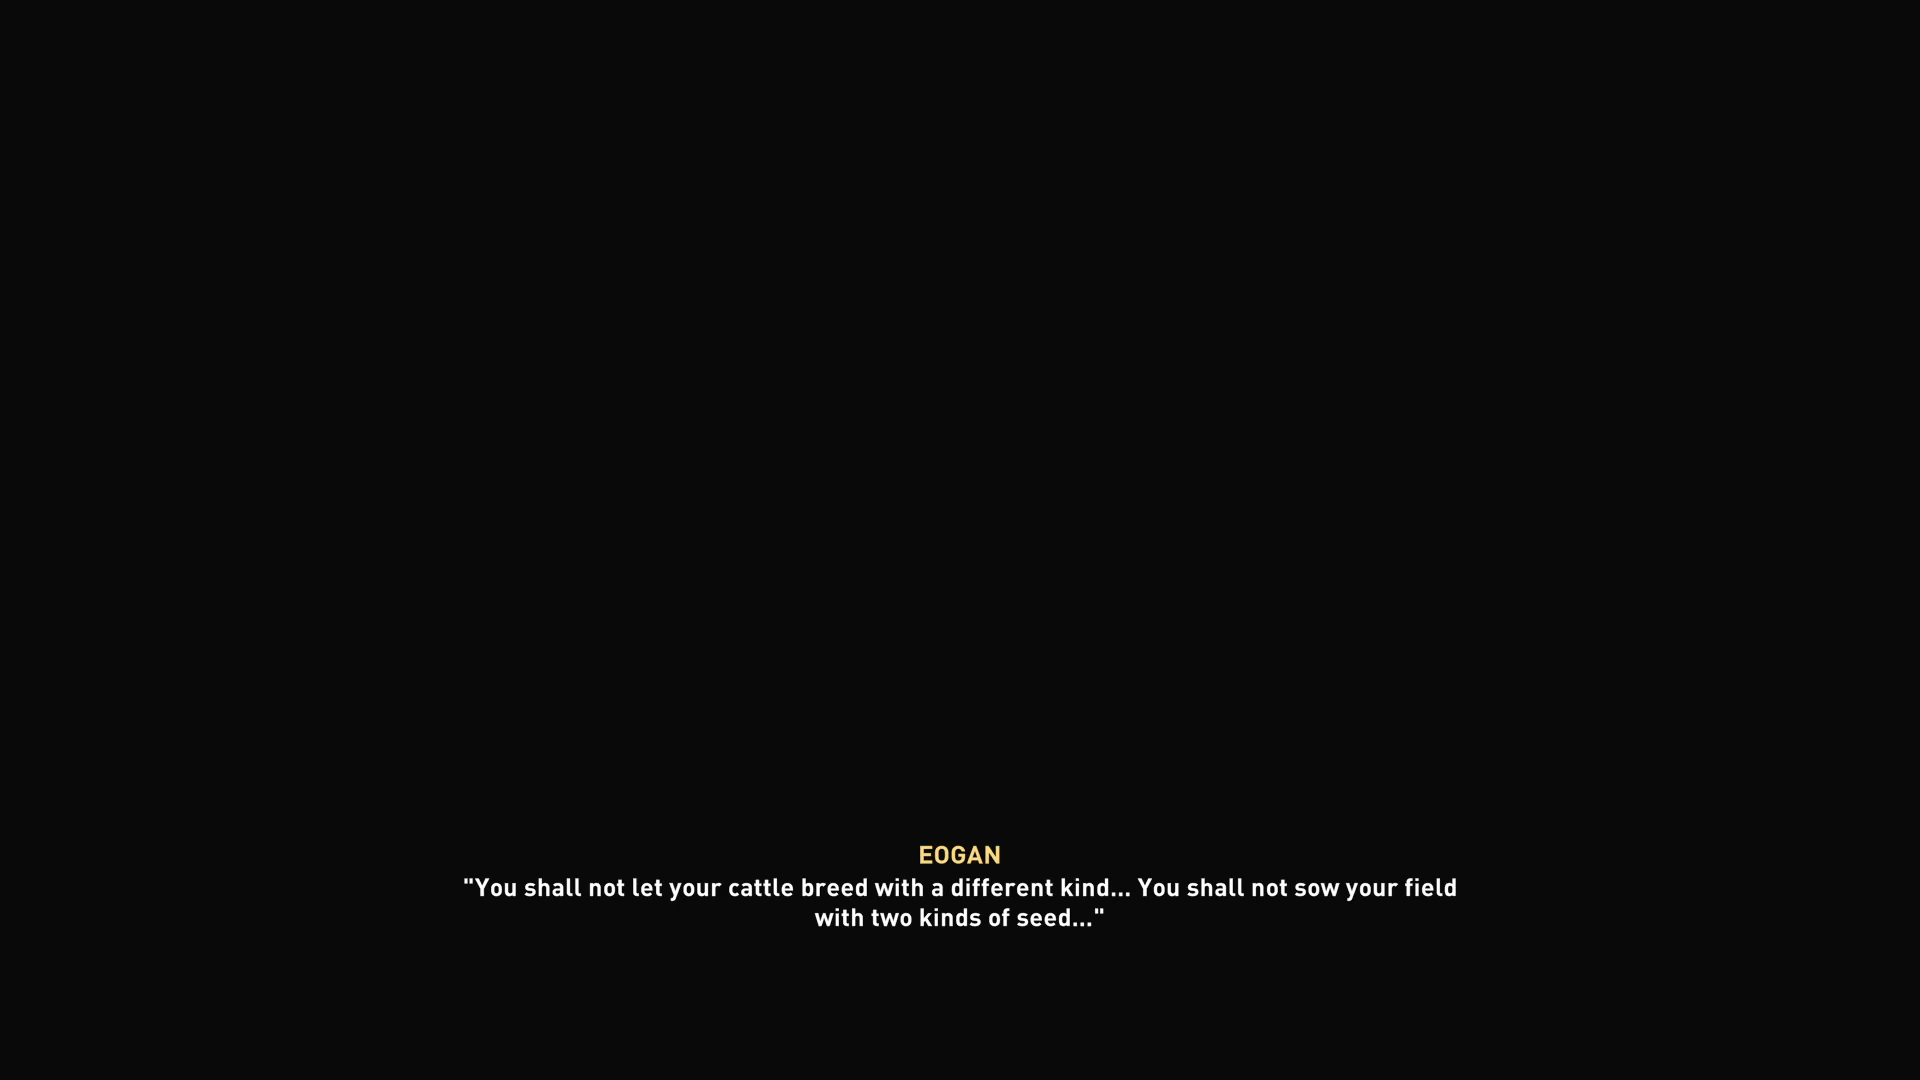 EOGAN
"You shall not let your cattle breed with a different kind... You shall not sow your field
with two kinds of seed..."